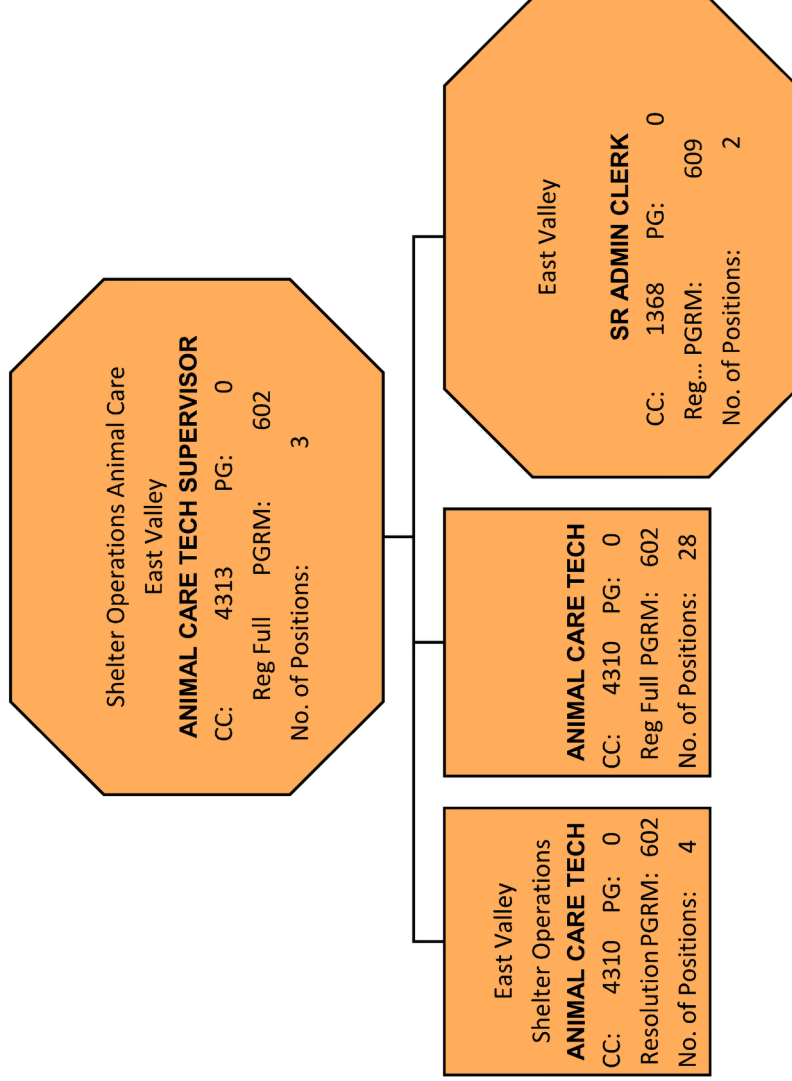 Shelter Operations Animal Care
East Valley
ANIMAL CARE TECH SUPERVISOR
CC: 4313 PG: 0
Reg Full PGRM: 602
No. of Positions: 3
East Valley
Shelter Operations
ANIMAL CARE TECH
CC: 4310 PG: 0
Resolution PGRM: 602
No. of Positions: 4
ANIMAL CARE TECH
CC: 4310 PG: 0
Reg Full PGRM: 602
No. of Positions: 28
East Valley
SR ADMIN CLERK
CC: 1368 PG: 0
Reg... PGRM: 609
No. of Positions: 2